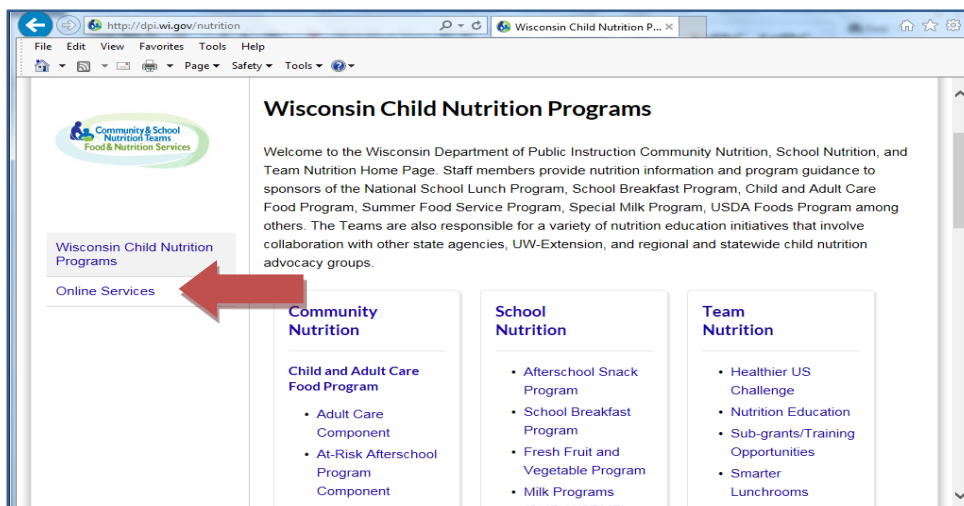 http://dpi.wi.gov/nutrition
Wisconsin Child Nutrition P...
File Edit View Favorites Tools Help
Page Safety Tools
Community & School
Nutrition Teams
Food & Nutrition Services
Wisconsin Child Nutrition
Programs
Online Services
Wisconsin Child Nutrition Programs
Welcome to the Wisconsin Department of Public Instruction Community Nutrition, School Nutrition, and
Team Nutrition Home Page. Staff members provide nutrition information and program guidance to
sponsors of the National School Lunch Program, School Breakfast Program, Child and Adult Care
Food Program, Summer Food Service Program, Special Milk Program, USDA Foods Program among
others. The Teams are also responsible for a variety of nutrition education initiatives that involve
collaboration with other state agencies, UW-Extension, and regional and statewide child nutrition
advocacy groups.
Community
Nutrition
Child and Adult Care
Food Program
• Adult Care
Component
• At-Risk Afterschool
Program
Component
School
Nutrition
• Afterschool Snack
Program
• School Breakfast
Program
• Fresh Fruit and
Vegetable Program
• Milk Programs
Team
Nutrition
• Healthier US
Challenge
• Nutrition Education
• Sub-grants/Training
Opportunities
• Smarter
Lunchrooms